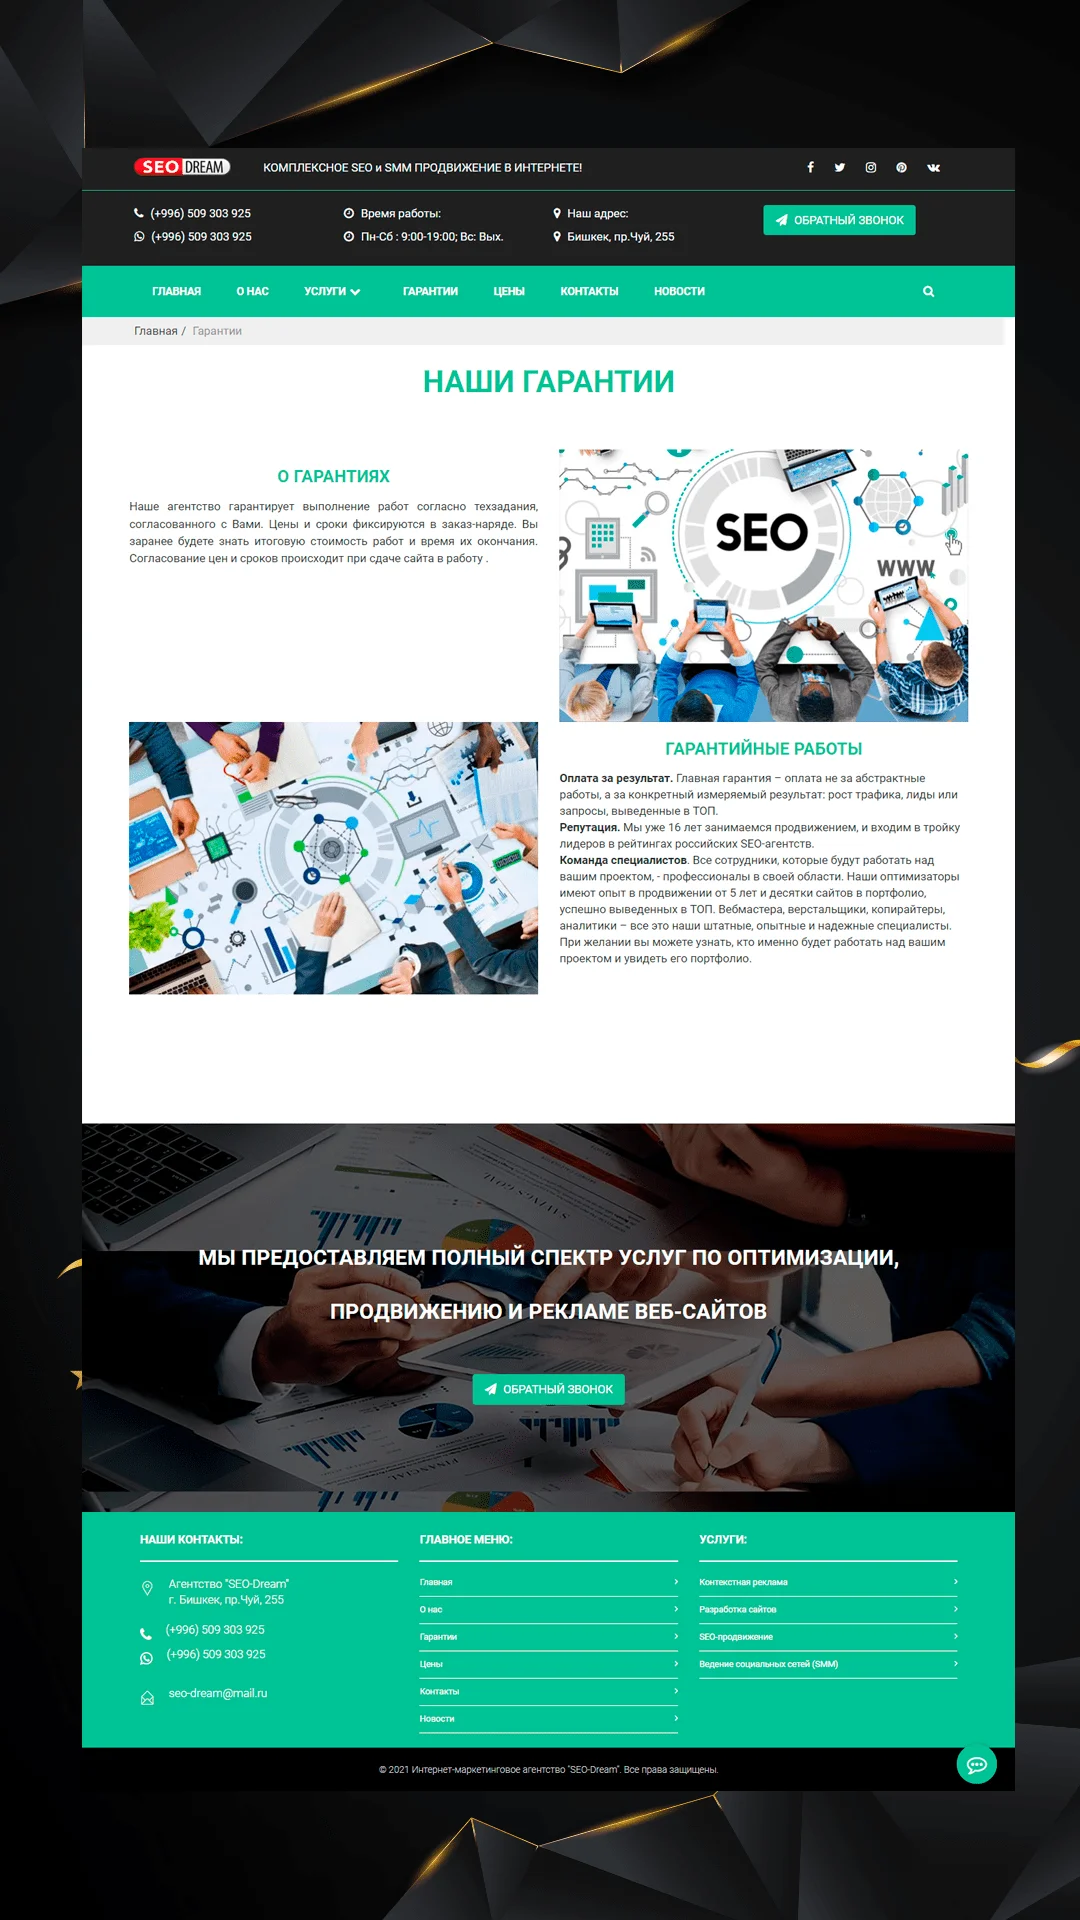 SEO DREAM
КОМПЛЕКСНОЕ SEO и SMM ПРОДВИЖЕНИЕ В ИНТЕРНЕТЕ!
(+996) 509 303 925
Время работы:
Наш адрес:
ОБРАТНЫЙ ЗВОНОК
(+996) 509 303 925
Пн-Сб : 9:00-19:00; Вс: Вых.
Бишкек, пр.Чуй, 255
ГЛАВНАЯ О НАС УСЛУГИ ГАРАНТИИ ЦЕНЫ КОНТАКТЫ НОВОСТИ
Главная / Гарантии
НАШИ ГАРАНТИИ
О ГАРАНТИЯХ
Наше агентство гарантирует выполнение работ согласно техзадания,
согласованного с Вами. Цены и сроки фиксируются в заказ-наряде. Вы
заранее будете знать итоговую стоимость работ и время их окончания.
Согласование цен и сроков происходит при сдаче сайта в работу .
SEO
WWW
ГАРАНТИЙНЫЕ РАБОТЫ
Оплата за результат. Главная гарантия – оплата не за абстрактные
работы, а за конкретный измеряемый результат: рост трафика, лиды или
запросы, выведенные в ТОП.
Репутация. Мы уже 16 лет занимаемся продвижением, и входим в тройку
лидеров в рейтингах российских SEO-агентств.
Команда специалистов. Все сотрудники, которые будут работать над
вашим проектом, - профессионалы в своей области. Наши оптимизаторы
имеют опыт в продвижении от 5 лет и десятки сайтов в портфолио,
успешно выведенных в ТОП. Вебмастера, верстальщики, копирайтеры,
аналитики – все это наши штатные, опытные и надежные специалисты.
При желании вы можете узнать, кто именно будет работать над вашим
проектом и увидеть его портфолио.
МЫ ПРЕДОСТАВЛЯЕМ ПОЛНЫЙ СПЕКТР УСЛУГ ПО ОПТИМИЗАЦИИ,
ПРОДВИЖЕНИЮ И РЕКЛАМЕ ВЕБ-САЙТОВ
ОБРАТНЫЙ ЗВОНОК
FINANCIAL
НАШИ КОНТАКТЫ:
Агентство "SEO-Dream"
г. Бишкек, пр.Чуй, 255
(+996) 509 303 925
(+996) 509 303 925
seo-dream@mail.ru
ГЛАВНОЕ МЕНЮ:
Главная
О нас
Гарантии
Цены
Контакты
Новости
УСЛУГИ:
Контекстная реклама
Разработка сайтов
SEO-продвижение
Ведение социальных сетей (SMM)
© 2021 Интернет-маркетинговое агентство "SEO-Dream". Все права защищены.